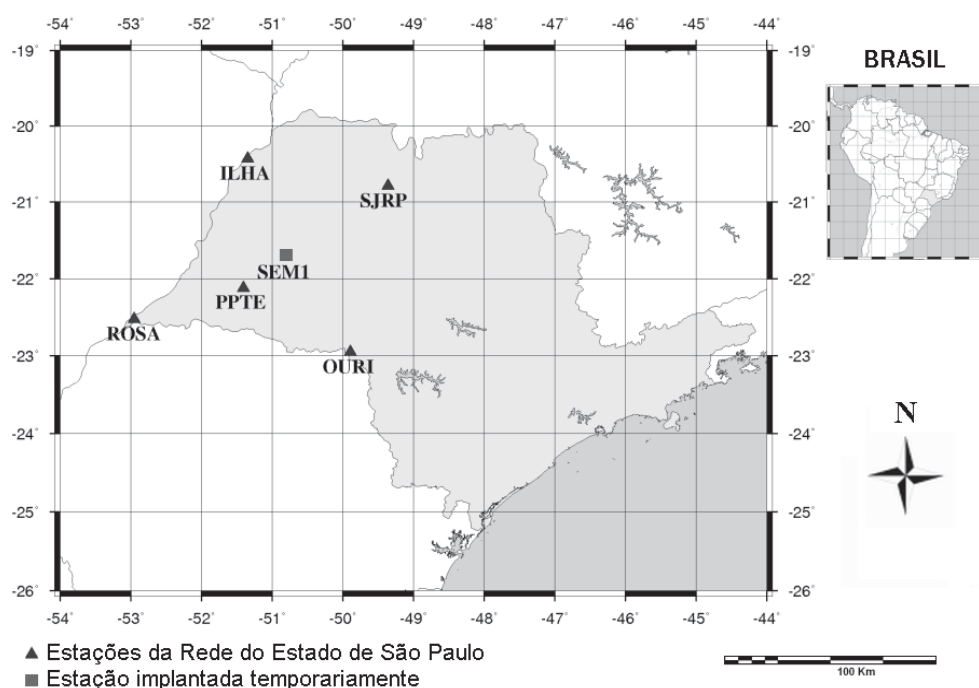 -54° -53° -52° -51° -50° -49° -48° -47° -46° -45° -44°
-19° -19°
BRASIL
-20° -20°
ILHA
SJRP
-21° -21°
SEM1
-22° -22°
PPTE
ROSA
OURI
-23° -23°
N
-24° -24°
-25° -25°
-26° -26°
-54° -53° -52° -51° -50° -49° -48° -47° -46° -45° -44°
▲ Estações da Rede do Estado de São Paulo
■ Estação implantada temporariamente
100 Km